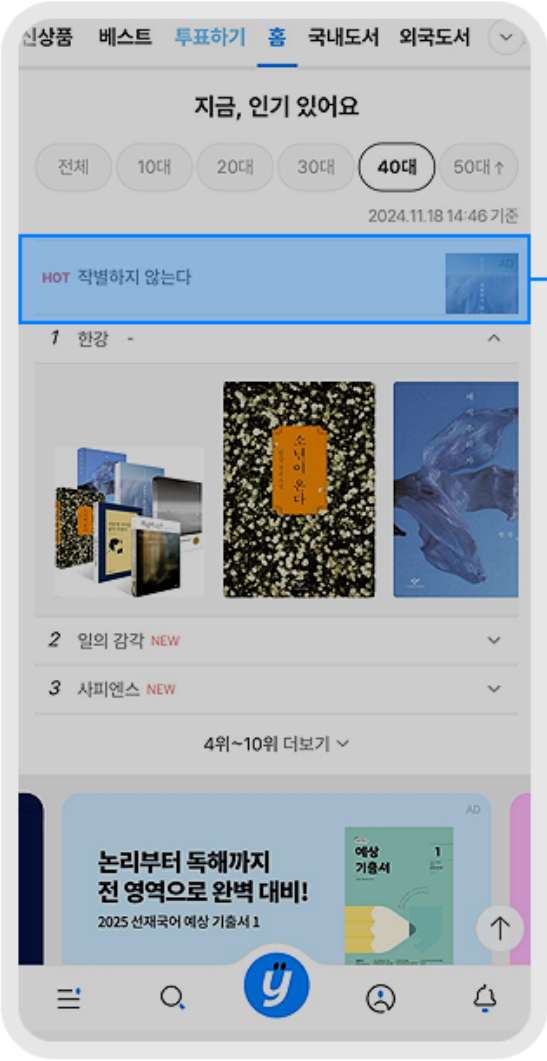 신상품 베스트 투표하기 홈 국내도서 외국도서
지금, 인기 있어요
전체 10대 20대 30대 40대 50대↑
2024.11.18 14:46 기준
HOT 작별하지 않는다
AD
1 한강 -
소년이 온다
2 일의 감각 NEW
3 사피엔스 NEW
4위~10위 더보기
AD
논리부터 독해까지
전 영역으로 완벽 대비!
2025 선재국어 예상 기출서 1
예상
기출서
1
ÿ